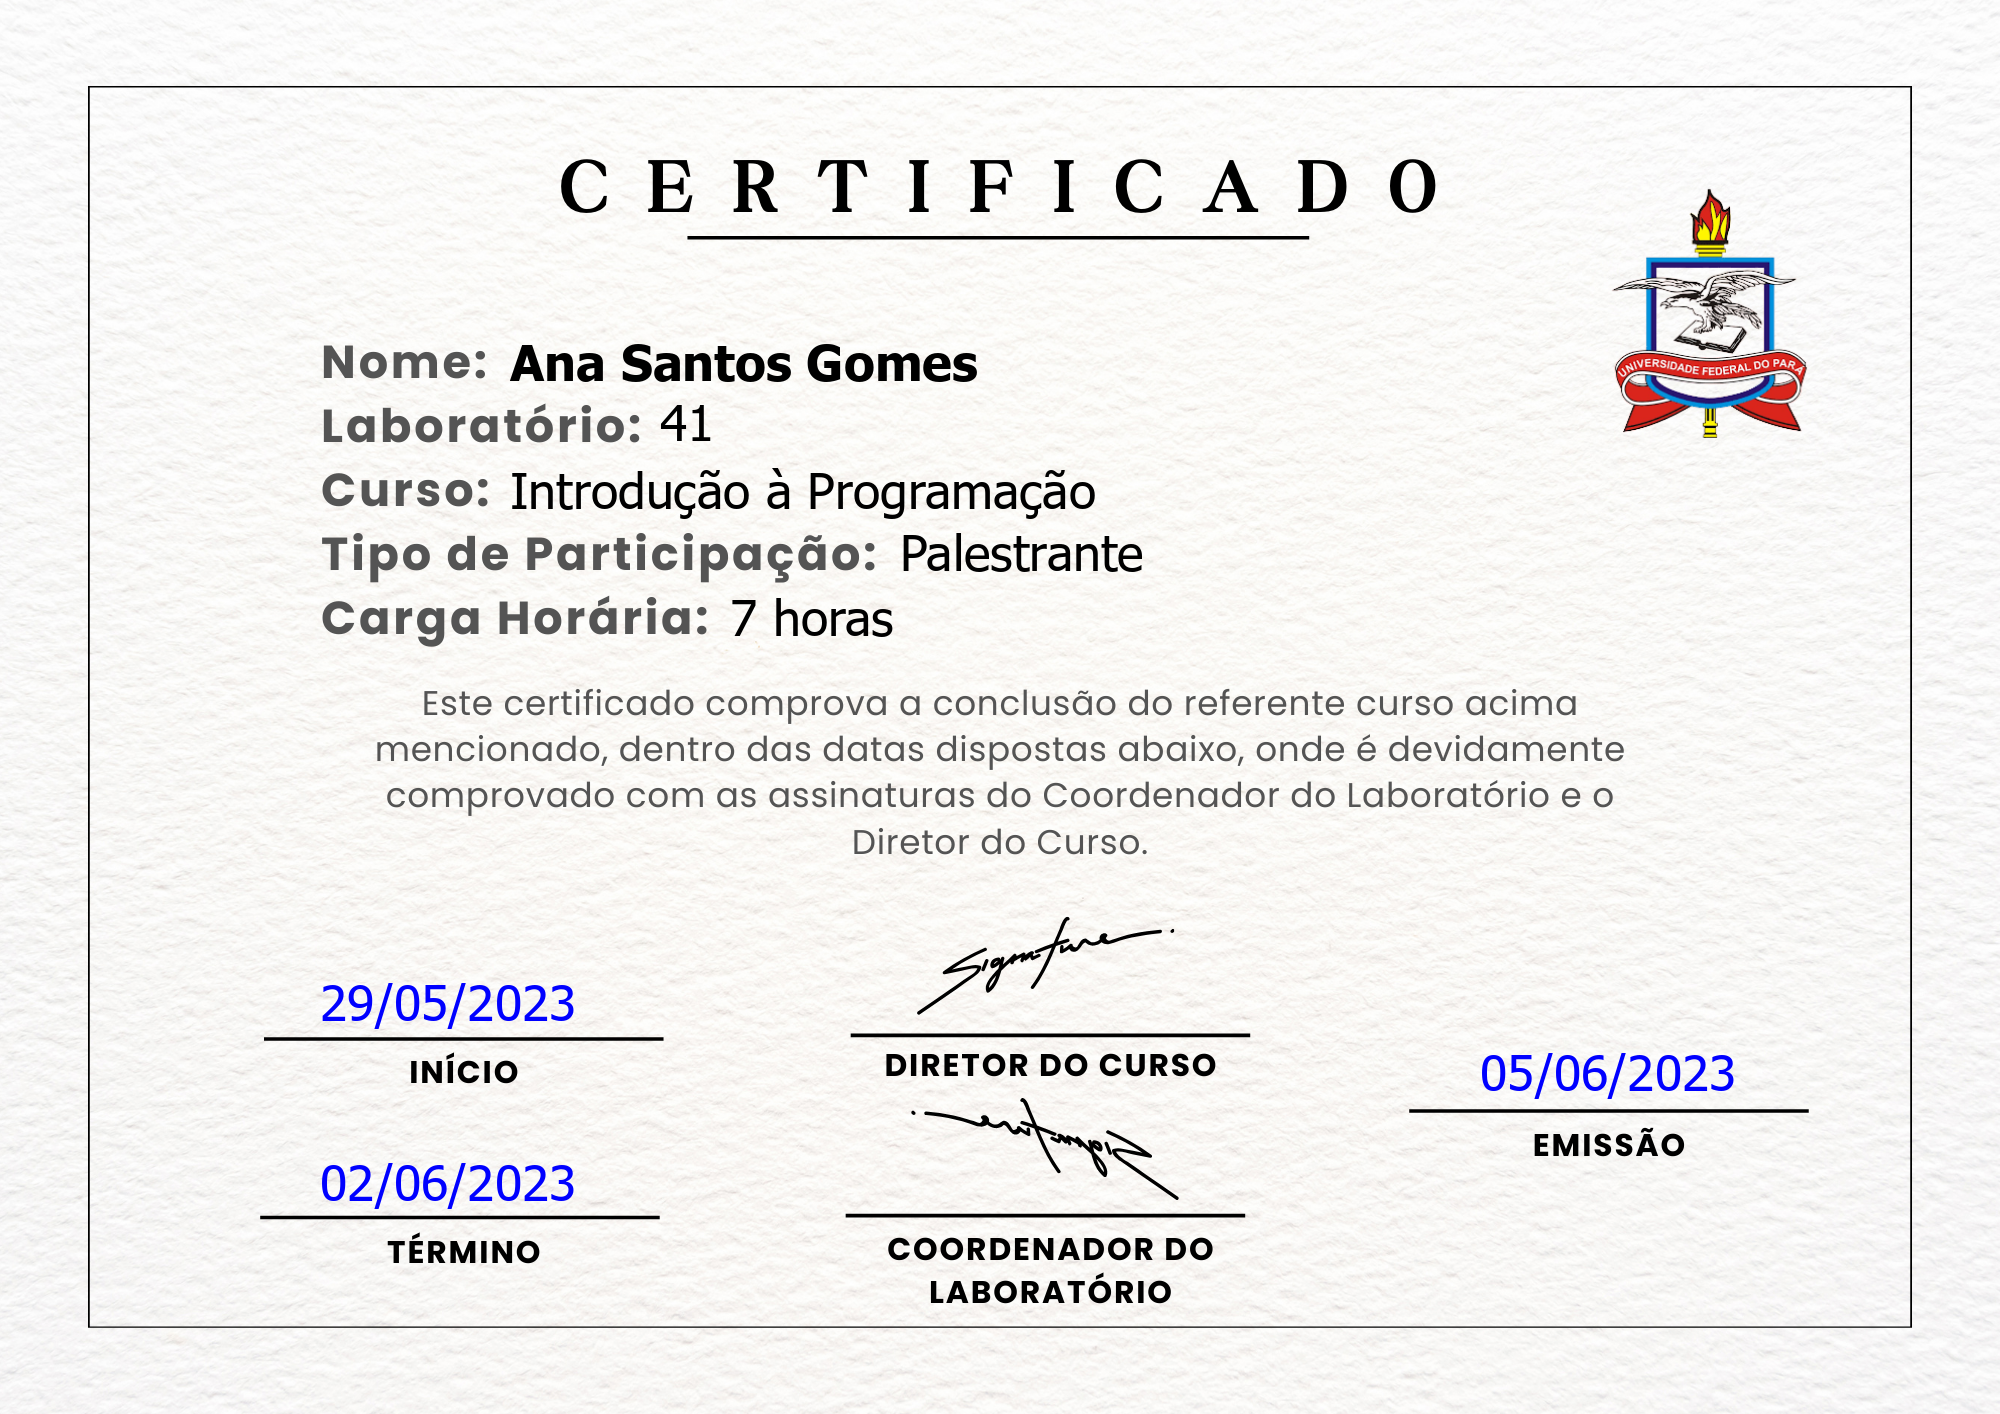 CERTIFICADO
UNIVERSIDADE FEDERAL DO PARÁ
Nome: Ana Santos Gomes
Laboratório: 41
Curso: Introdução à Programação
Tipo de Participação: Palestrante
Carga Horária: 7 horas
Este certificado comprova a conclusão do referente curso acima
mencionado, dentro das datas dispostas abaixo, onde é devidamente
comprovado com as assinaturas do Coordenador do Laboratório e o
Diretor do Curso.
Signature
29/05/2023
INÍCIO
DIRETOR DO CURSO
05/06/2023
EMISSÃO
Signature
02/06/2023
TÉRMINO
COORDENADOR DO
LABORATÓRIO